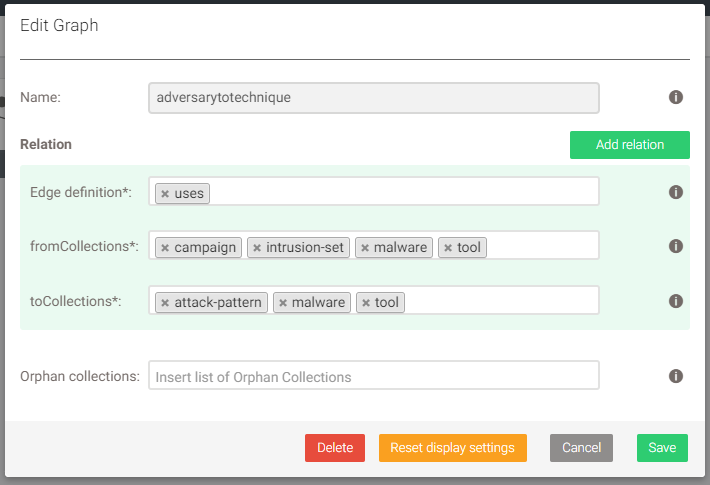 Edit Graph
Name: adversarytotechnique
Relation Add relation
Edge definition*: × uses
fromCollections*: × campaign × intrusion-set × malware × tool
toCollections*: × attack-pattern × malware × tool
Orphan collections: Insert list of Orphan Collections
Delete Reset display settings Cancel Save